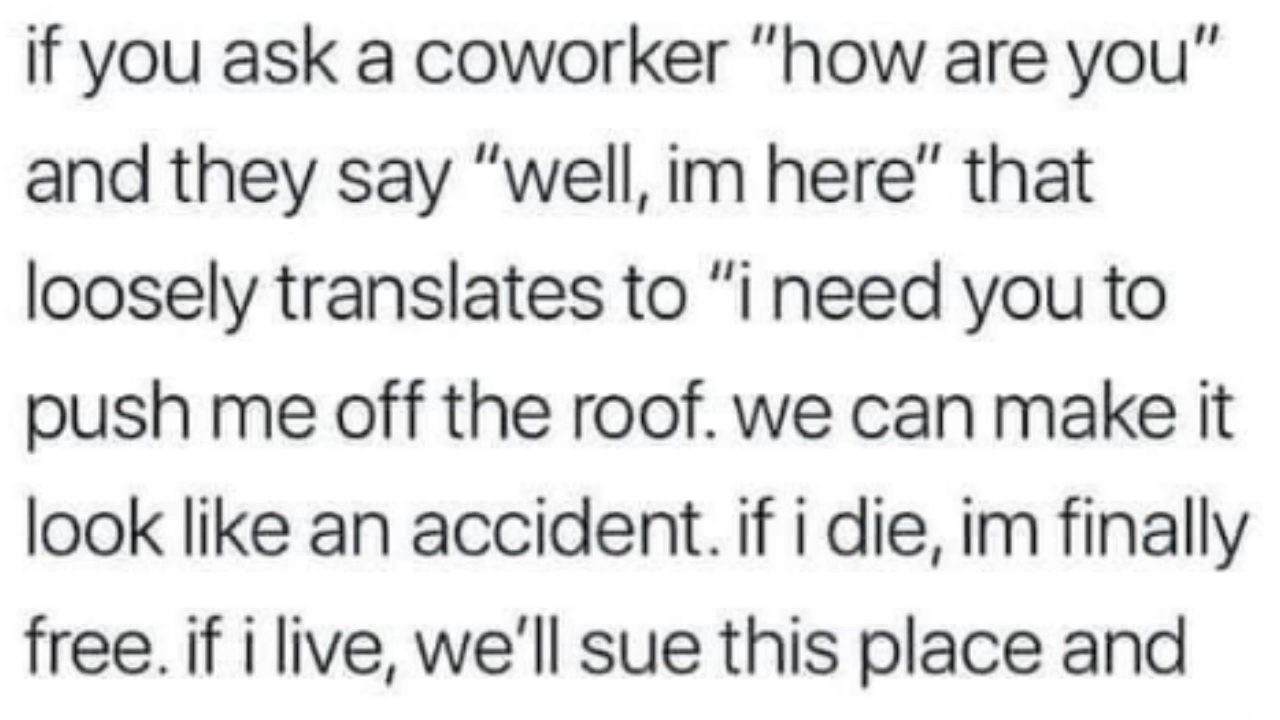 if you ask a coworker "how are you"
and they say "well, im here" that
loosely translates to "i need you to
push me off the roof. we can make it
look like an accident. if i die, im finally
free. if i live, we'll sue this place and